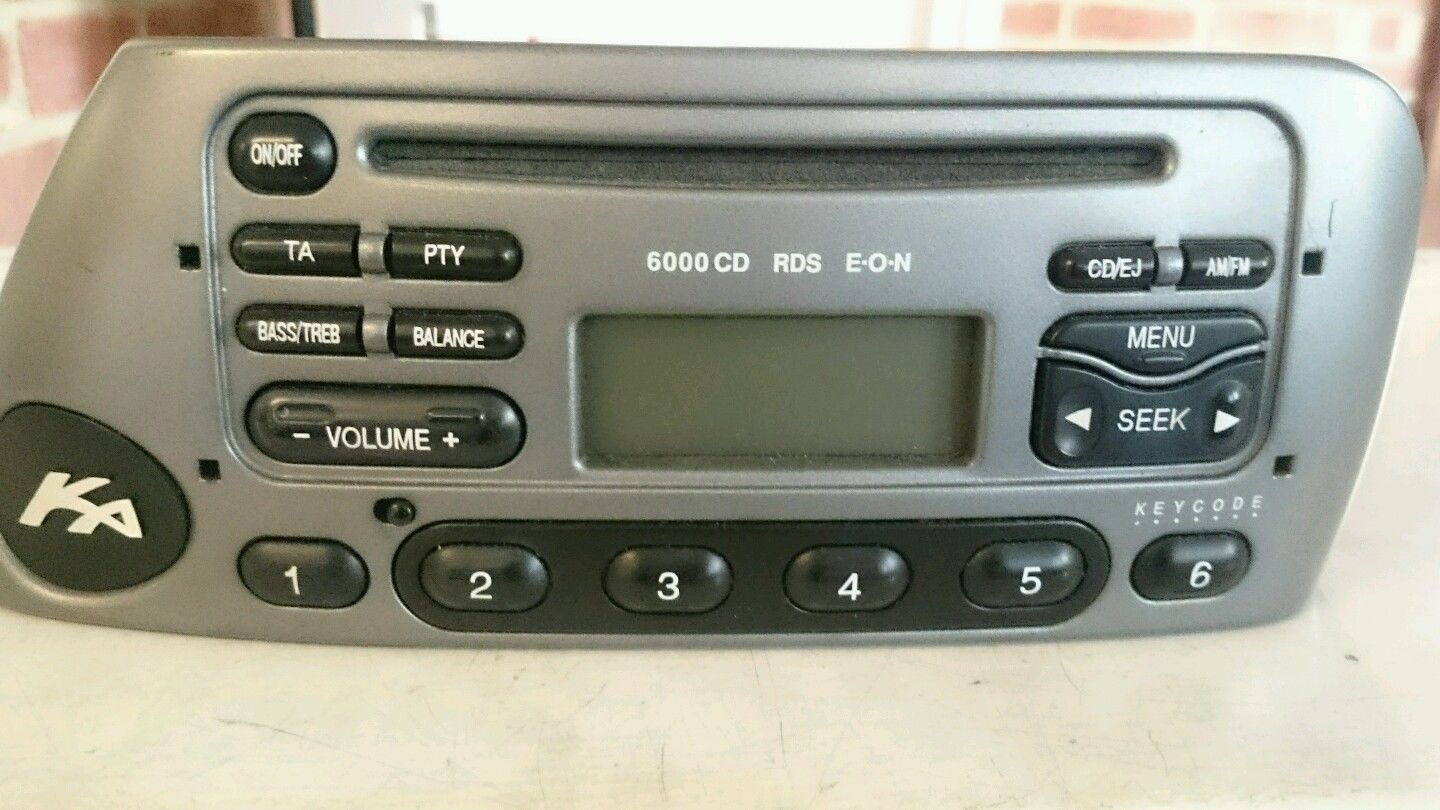 ON/OFF
TA PTY
6000 CD RDS E·O·N
CD/EJ AM/FM
BASS/TREB BALANCE
MENU
- VOLUME +
◀ SEEK ▶
KA
KEYCODE
1 2 3 4 5 6